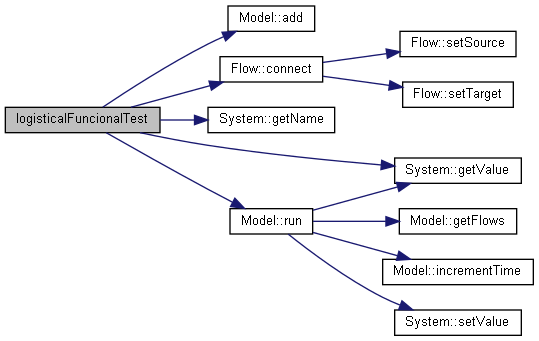 Model::add
Flow::setSource
Flow::connect
Flow::setTarget
logisticalFuncionalTest
System::getName
System::getValue
Model::run
Model::getFlows
Model::incrementTime
System::setValue